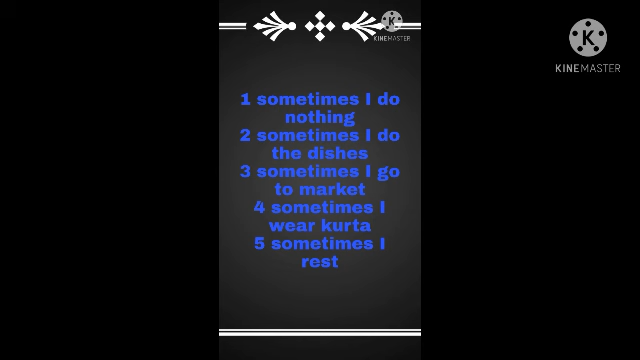 KINEMASTER
KINEMASTER
1 sometimes I do
nothing
2 sometimes I do
the dishes
3 sometimes I go
to market
4 sometimes I
wear kurta
5 sometimes I
rest